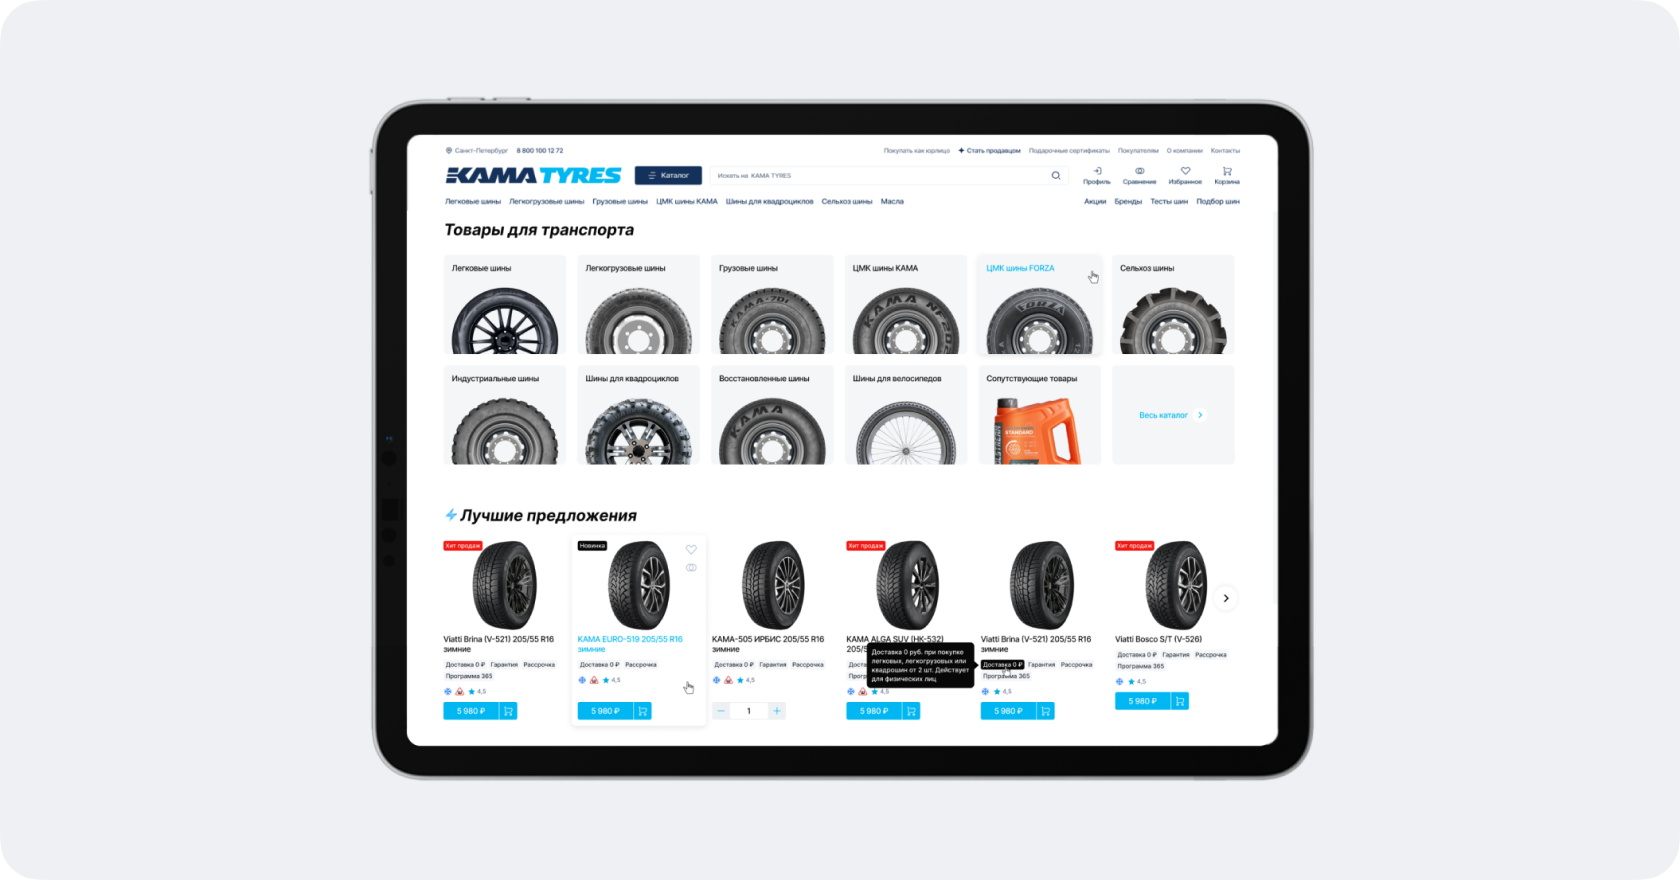 Санкт-Петербург 8 800 100 12 72
Покупать как юрлицо Стать продавцом Подарочные сертификаты Покупателям О компании Контакты
KAMA TYRES
Каталог
Искать на KAMA TYRES
Профиль Сравнение Избранное Корзина
Легковые шины Легкогрузовые шины Грузовые шины ЦМК шины КАМА Шины для квадроциклов Сельхоз шины Масла
Акции Бренды Тесты шин Подбор шин
Товары для транспорта
Легковые шины
Легкогрузовые шины
Грузовые шины
KAMA A-701
ЦМК шины КАМА
KAMA NF202
ЦМК шины FORZA
FORZA
Сельхоз шины
Индустриальные шины
Шины для квадроциклов
Восстановленные шины
KAMA
Шины для велосипедов
Сопутствующие товары
STANDARD
Весь каталог
Лучшие предложения
Хит продаж
Viatti Brina (V-521) 205/55 R16
зимние
Доставка 0 ₽ Гарантия Рассрочка
Программа 365
4,5
5 980 ₽
Новинка
KAMA EURO-519 205/55 R16
зимние
Доставка 0 ₽ Рассрочка
4,5
5 980 ₽
КАМА-505 ИРБИС 205/55 R16
зимние
Доставка 0 ₽ Гарантия Рассрочка
4,5
1
Хит продаж
KAMA ALGA SUV (НК-532)
205/5
Доста
Прогр
4,5
5 980 ₽
Доставка 0 руб. при покупке
легковых, легкогрузовых или
квадрошин от 2 шт. Действует
для физических лиц
Viatti Brina (V-521) 205/55 R16
зимние
Доставка 0 ₽ Гарантия Рассрочка
Программа 365
4,5
5 980 ₽
Хит продаж
Viatti Bosco S/T (V-526)
Доставка 0 ₽ Гарантия Рассрочка
Программа 365
4,5
5 980 ₽